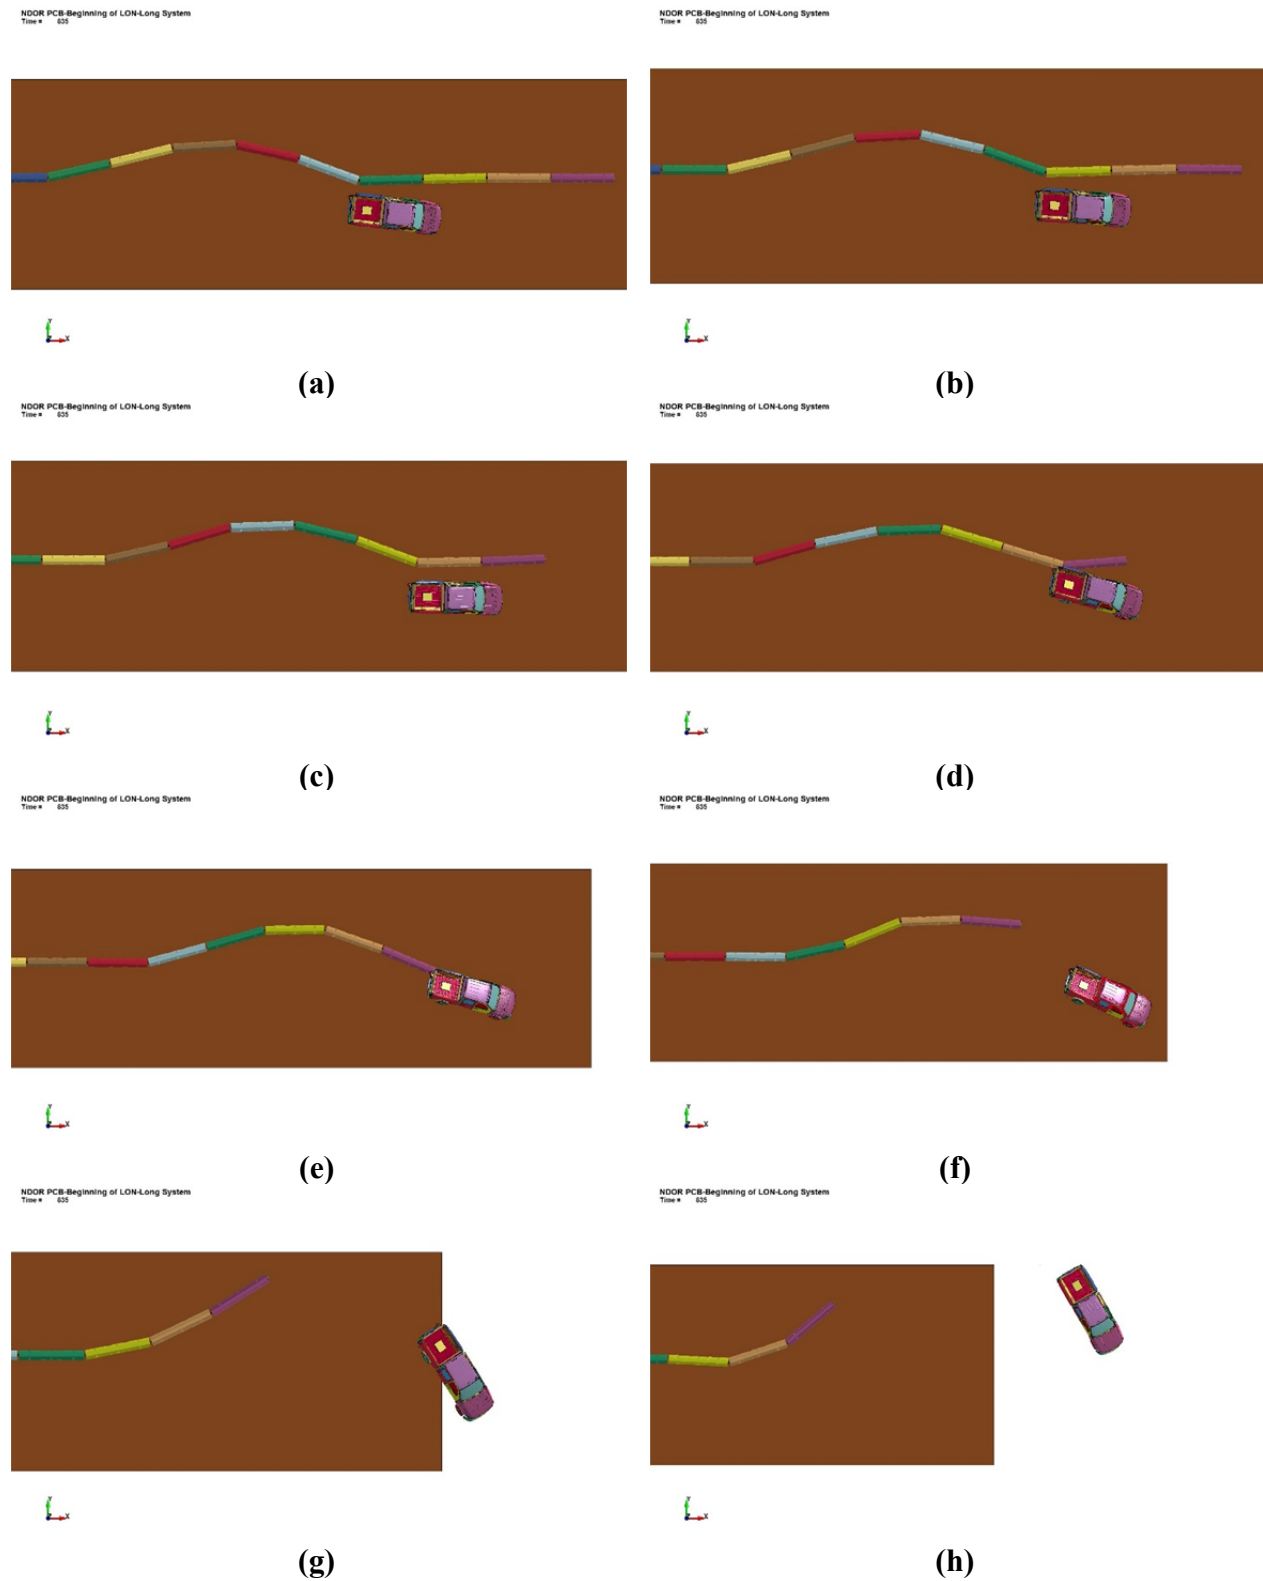 NDOR PCB-Beginning of LON-Long System
Time = 635
NDOR PCB-Beginning of LON-Long System
Time = 635
(a)
(b)
NDOR PCB-Beginning of LON-Long System
Time = 635
NDOR PCB-Beginning of LON-Long System
Time = 635
(c)
(d)
NDOR PCB-Beginning of LON-Long System
Time = 635
NDOR PCB-Beginning of LON-Long System
Time = 635
(e)
(f)
NDOR PCB-Beginning of LON-Long System
Time = 635
NDOR PCB-Beginning of LON-Long System
Time = 635
(g)
(h)